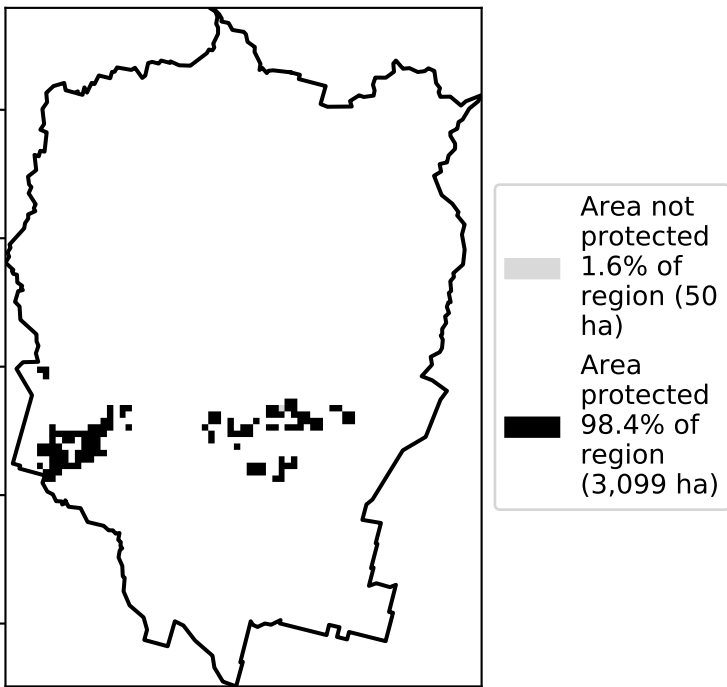 Area not
protected
1.6% of
region (50
ha)
Area
protected
98.4% of
region
(3,099 ha)